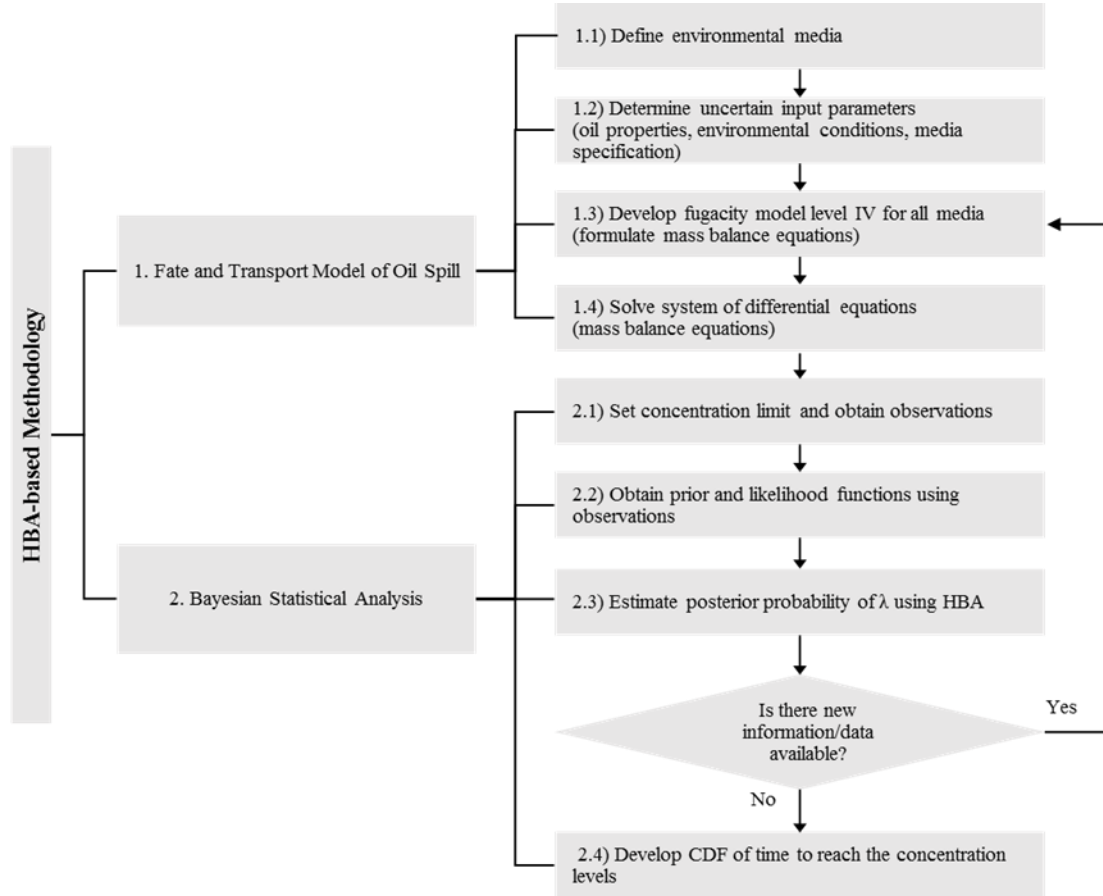 HBA-based Methodology
1. Fate and Transport Model of Oil Spill
2. Bayesian Statistical Analysis
1.1) Define environmental media
1.2) Determine uncertain input parameters
(oil properties, environmental conditions, media
specification)
1.3) Develop fugacity model level IV for all media
(formulate mass balance equations)
1.4) Solve system of differential equations
(mass balance equations)
2.1) Set concentration limit and obtain observations
2.2) Obtain prior and likelihood functions using
observations
2.3) Estimate posterior probability of λ using HBA
Is there new
information/data
available?
Yes
No
2.4) Develop CDF of time to reach the concentration
levels